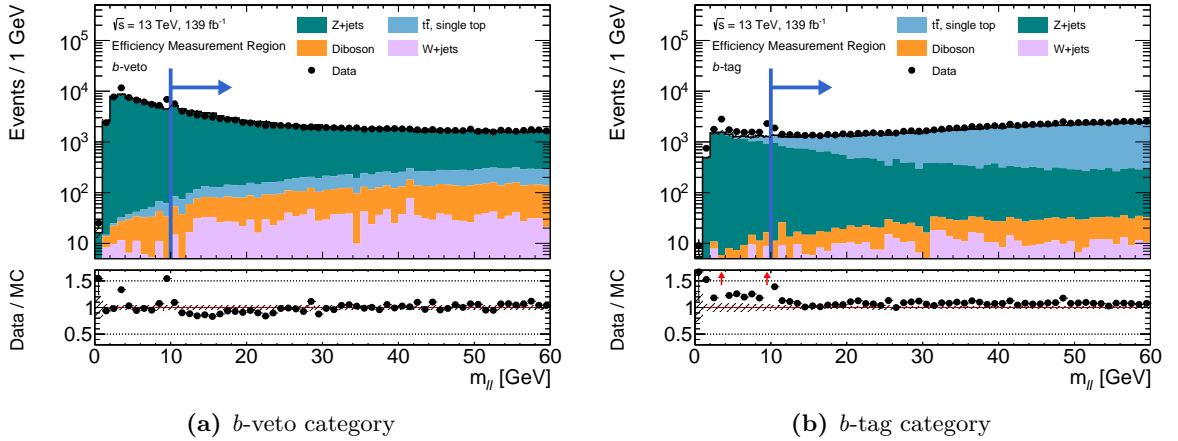 √s = 13 TeV, 139 fb⁻¹
Efficiency Measurement Region
b-veto
Z+jets
tt̄, single top
Diboson
W+jets
Data
Events / 1 GeV
10⁵
10⁴
10³
10²
10
Data / MC
1.5
1
0.5
0 10 20 30 40 50 60
m_ll [GeV]
(a) b-veto category
√s = 13 TeV, 139 fb⁻¹
Efficiency Measurement Region
b-tag
tt̄, single top
Z+jets
Diboson
W+jets
Data
Events / 1 GeV
10⁵
10⁴
10³
10²
10
Data / MC
1.5
1
0.5
0 10 20 30 40 50 60
m_ll [GeV]
(b) b-tag category